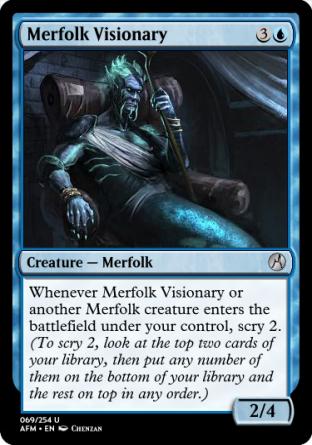 Merfolk Visionary 3
Creature — Merfolk
Whenever Merfolk Visionary or
another Merfolk creature enters the
battlefield under your control, scry 2.
(To scry 2, look at the top two cards of
your library, then put any number of
them on the bottom of your library and
the rest on top in any order.)
2/4
069/254 U
AFM • EN CHENZAN